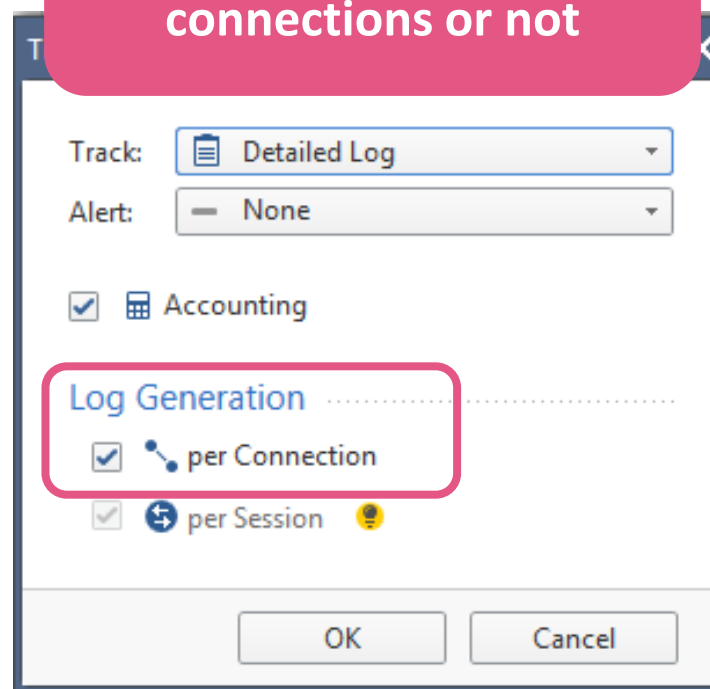 connections or not
T
Track: Detailed Log
Alert: None
Accounting
Log Generation
per Connection
per Session
OK Cancel